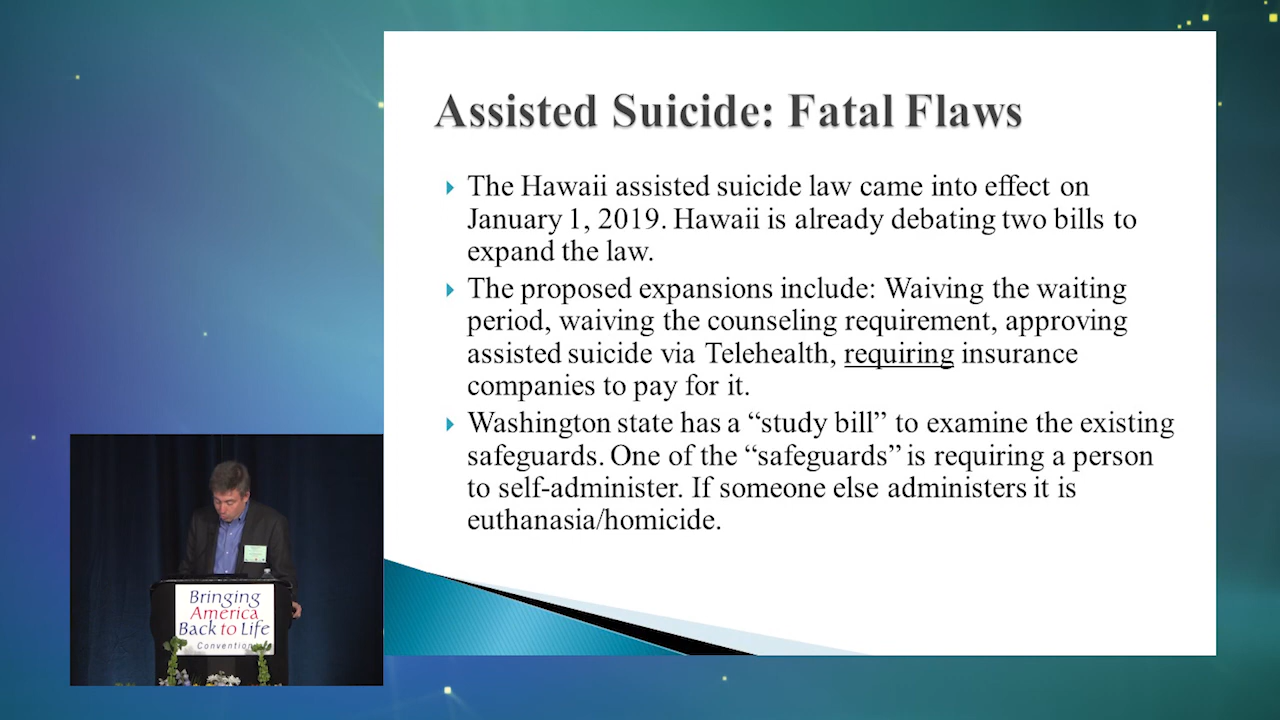 Assisted Suicide: Fatal Flaws
The Hawaii assisted suicide law came into effect on
January 1, 2019. Hawaii is already debating two bills to
expand the law.
The proposed expansions include: Waiving the waiting
period, waiving the counseling requirement, approving
assisted suicide via Telehealth, requiring insurance
companies to pay for it.
Washington state has a “study bill” to examine the existing
safeguards. One of the “safeguards” is requiring a person
to self-administer. If someone else administers it is
euthanasia/homicide.
Bringing
America
Back to Life
Convention